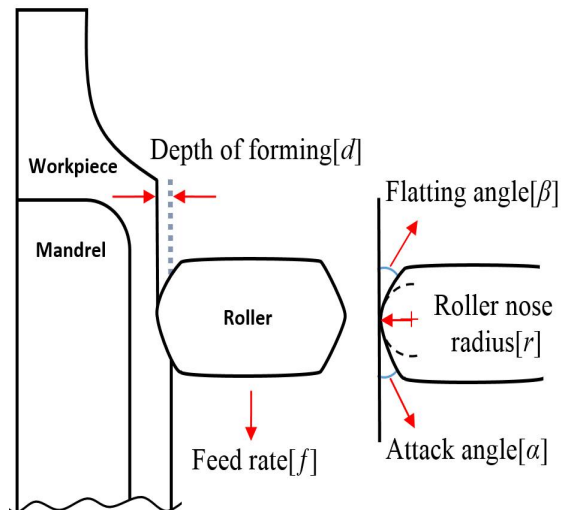 Depth of forming[d]
Workpiece
Flatting angle[β]
Mandrel
Roller
Roller nose
radius[r]
Feed rate[f]
Attack angle[α]